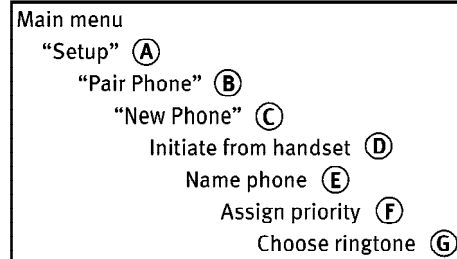 Main menu
“Setup” Ⓐ
“Pair Phone” Ⓑ
“New Phone” Ⓒ
Initiate from handset Ⓓ
Name phone Ⓔ
Assign priority Ⓕ
Choose ringtone Ⓖ